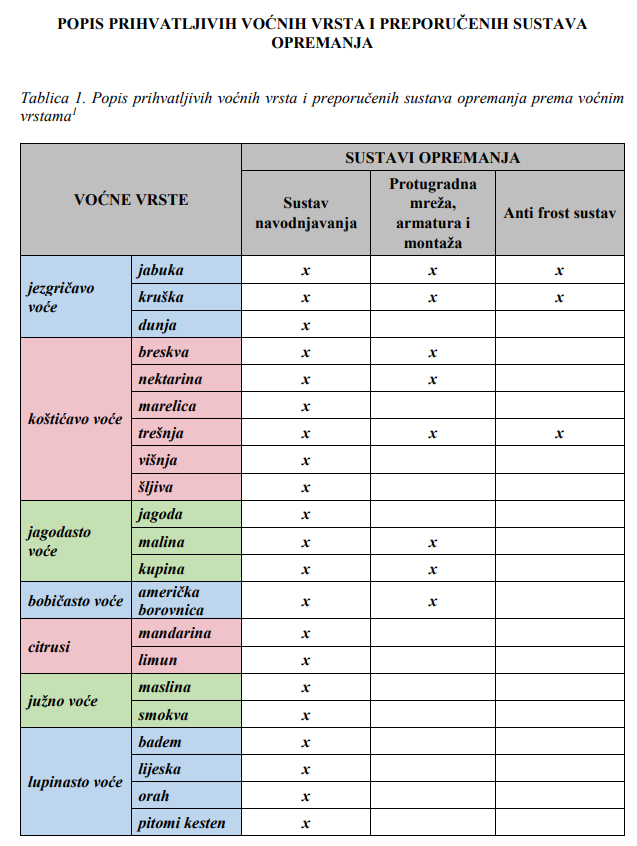 POPIS PRIHVATLJIVIH VOĆNIH VRSTA I PREPORUČENIH SUSTAVA
OPREMANJA
Tablica 1. Popis prihvatljivih voćnih vrsta i preporučenih sustava opremanja prema voćnim
vrstama1
VOĆNE VRSTE
SUSTAVI OPREMANJA
Sustav
navodnjavanja
Protugradna
mreža,
armatura i
montaža
Anti frost sustav
jezgričavo
voće
jabuka x x x
kruška x x x
dunja x
koštićavo voće
breskva x x
nektarina x x
marelica x
trešnja x x x
višnja x
šljiva x
jagodasto
voće
jagoda x
malina x x
kupina x x
bobičasto voće
američka
borovnica x x
citrusi
mandarina x
limun x
južno voće
maslina x
smokva x
lupinasto voće
badem x
lijeska x
orah x
pitomi kesten x